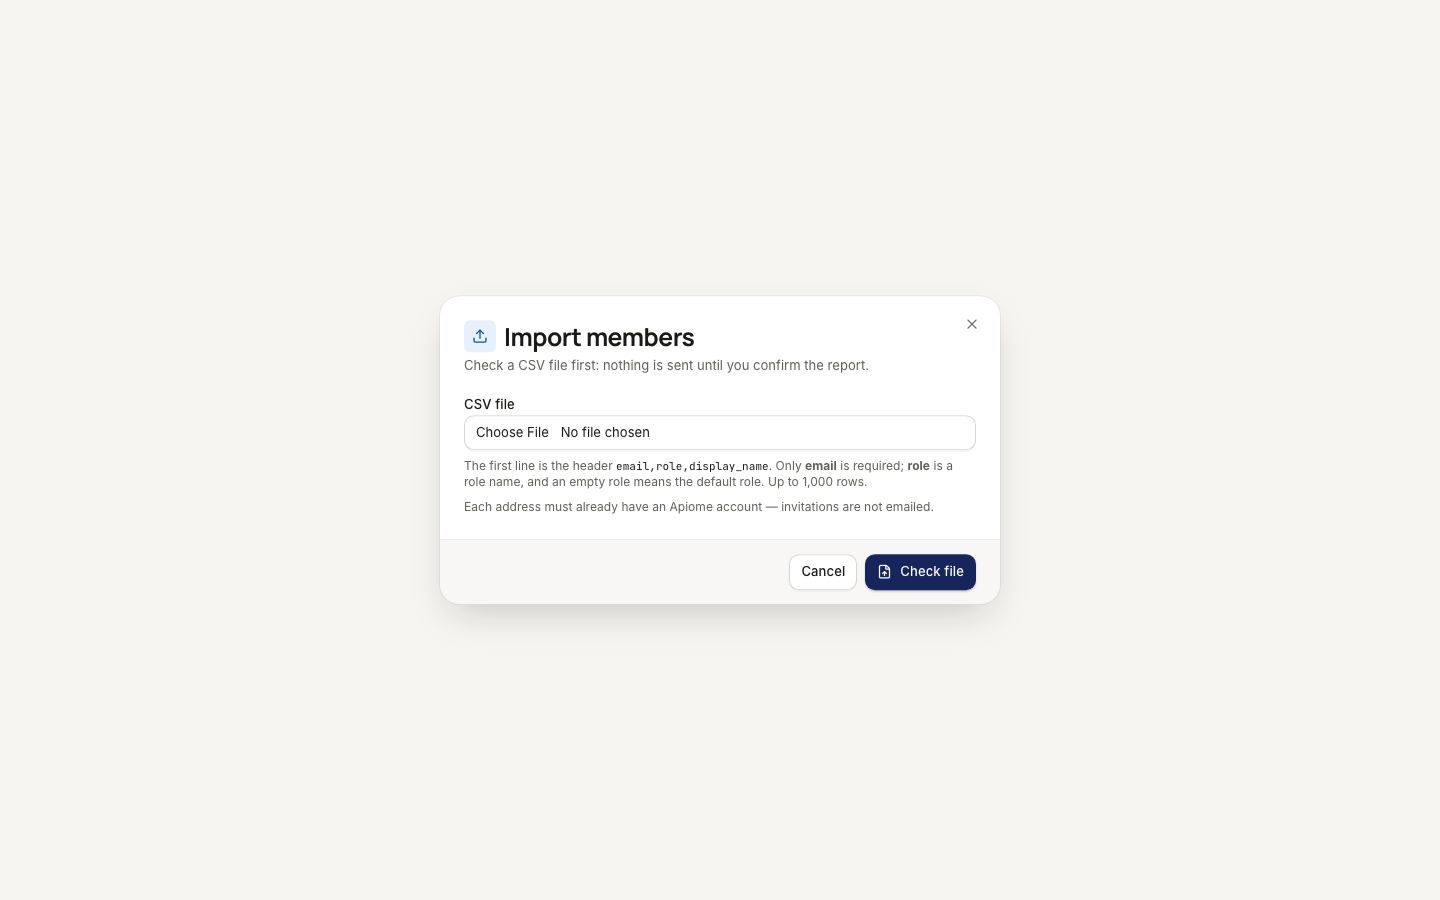 Import members
Check a CSV file first: nothing is sent until you confirm the report.
CSV file
Choose File No file chosen
The first line is the header email,role,display_name. Only email is required; role is a
role name, and an empty role means the default role. Up to 1,000 rows.
Each address must already have an Apiome account — invitations are not emailed.
Cancel
Check file